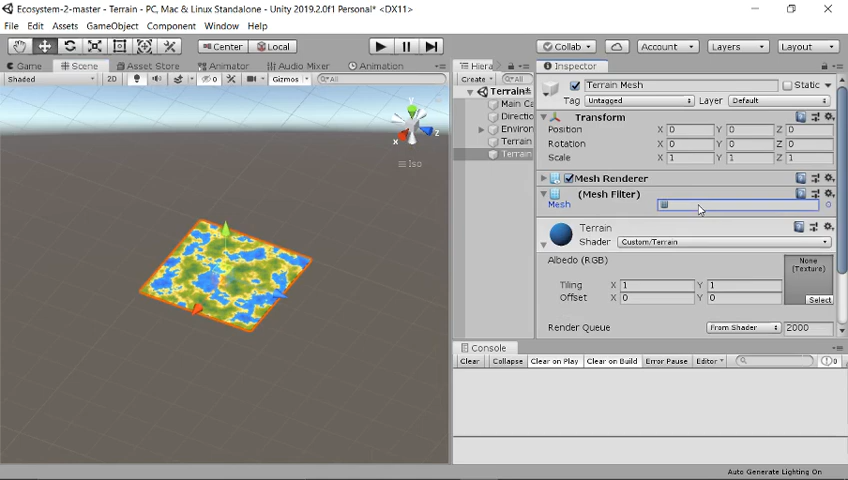 Ecosystem-2-master - Terrain - PC, Mac & Linux Standalone - Unity 2019.2.0f1 Personal* <DX11>
File Edit Assets GameObject Component Window Help
Center Local Collab Account Layers Layout
Game Scene Asset Store Animator Audio Mixer Animation
Shaded 2D 0 Gizmos All
y
x
z
Iso
Hiera
Create All
Terrain*
Main Ca
Directio
Environ
Terrain
Terrain
Inspector
Terrain Mesh Static
Tag Untagged Layer Default
Transform
Position X 0 Y 0 Z 0
Rotation X 0 Y 0 Z 0
Scale X 1 Y 1 Z 1
Mesh Renderer
(Mesh Filter)
Mesh
Terrain
Shader Custom/Terrain
Albedo (RGB)
None
(Texture)
Tiling X 1 Y 1
Offset X 0 Y 0
Select
Render Queue From Shader 2000
Console
Clear Collapse Clear on Play Clear on Build Error Pause Editor 0
Auto Generate Lighting On